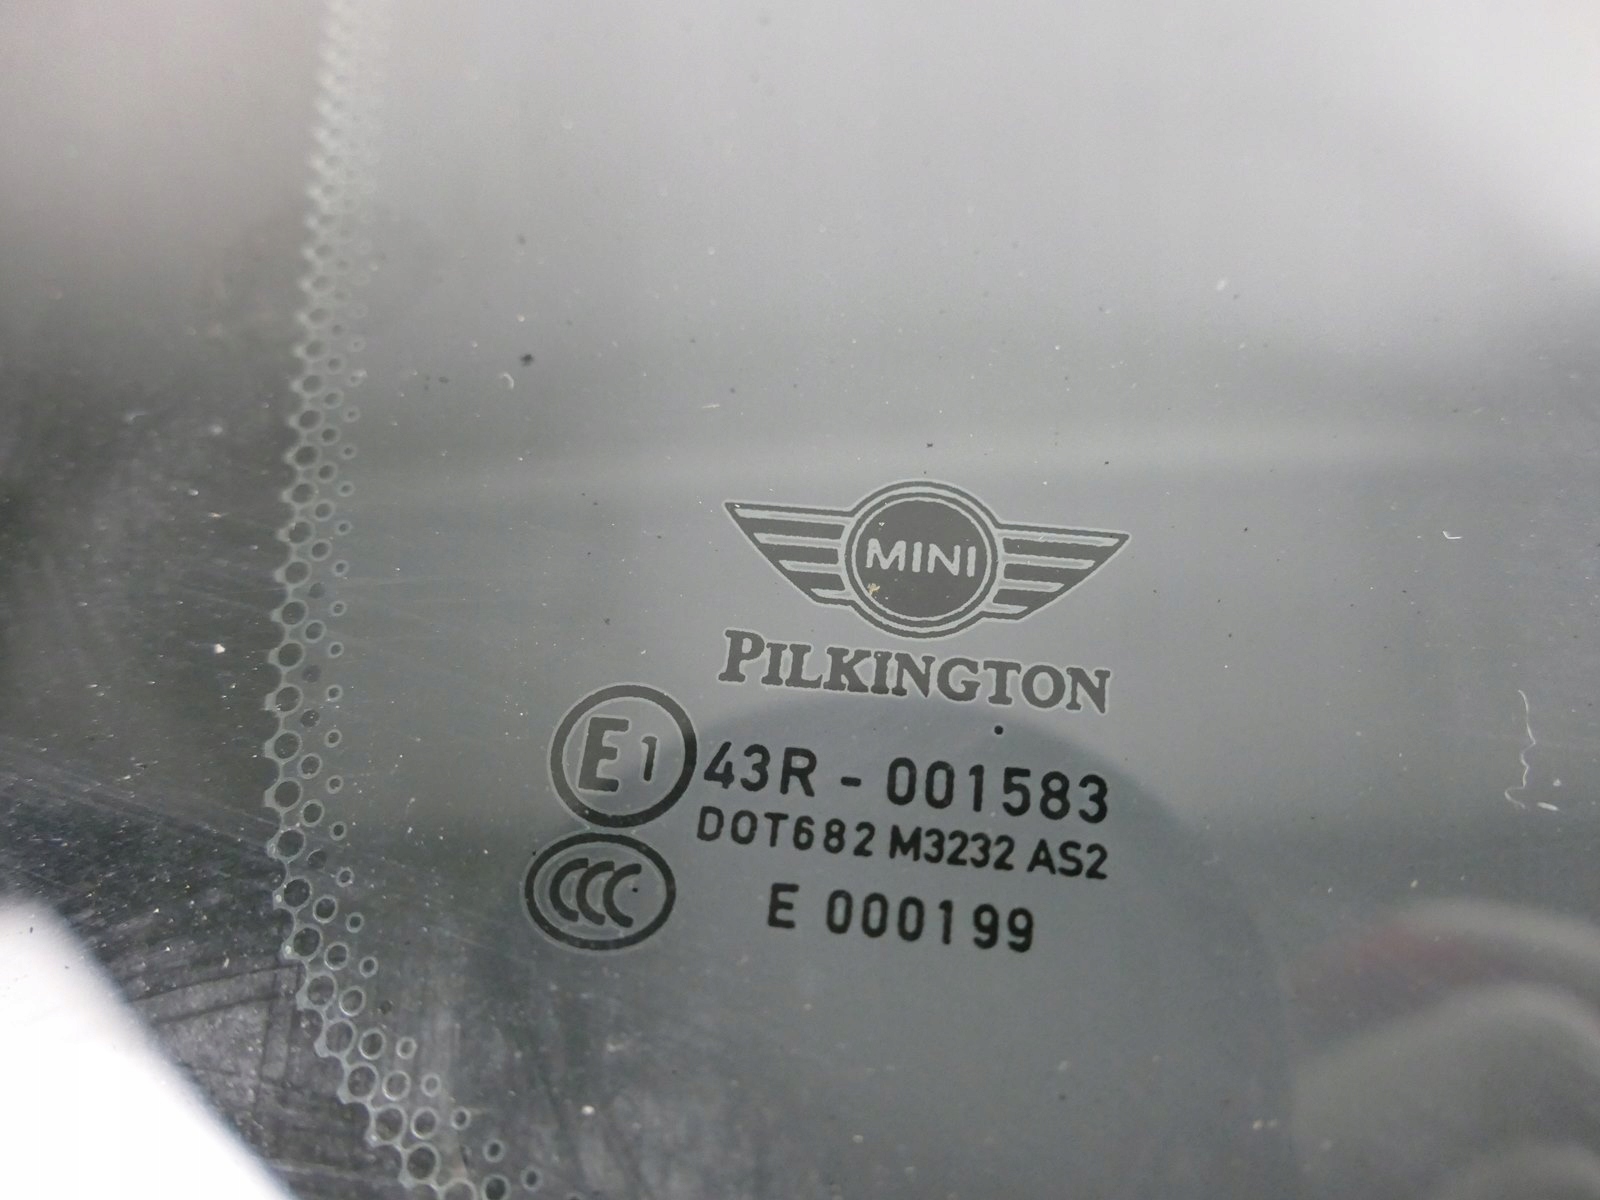 MINI
PILKINGTON
E1 43R - 001583
DOT682 M3232 AS2
CCC E 000199